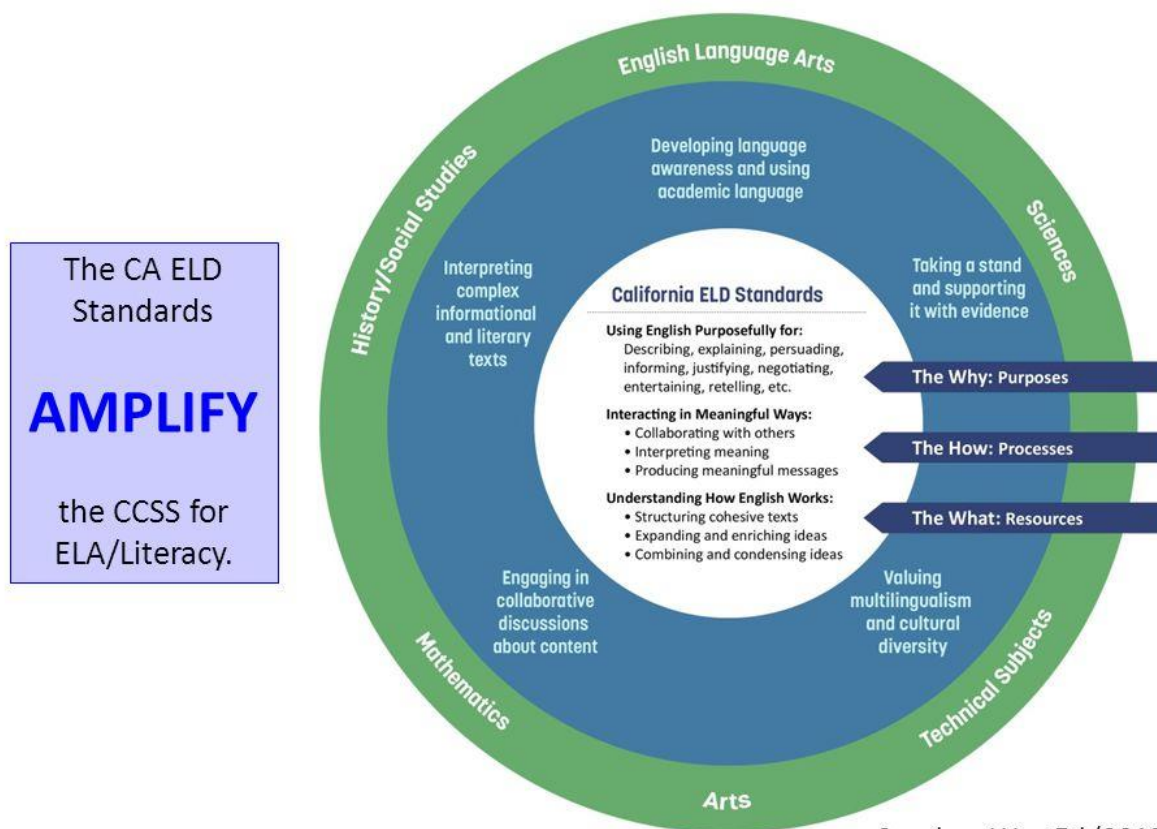 The CA ELD
Standards
AMPLIFY
the CCSS for
ELA/Literacy.
English Language Arts
History/Social Studies
Sciences
Mathematics
Technical Subjects
Arts
Developing language
awareness and using
academic language
Interpreting
complex
informational
and literary
texts
Taking a stand
and supporting
it with evidence
Engaging in
collaborative
discussions
about content
Valuing
multilingualism
and cultural
diversity
California ELD Standards
Using English Purposefully for:
Describing, explaining, persuading,
informing, justifying, negotiating,
entertaining, retelling, etc.
Interacting in Meaningful Ways:
• Collaborating with others
• Interpreting meaning
• Producing meaningful messages
Understanding How English Works:
• Structuring cohesive texts
• Expanding and enriching ideas
• Combining and condensing ideas
The Why: Purposes
The How: Processes
The What: Resources